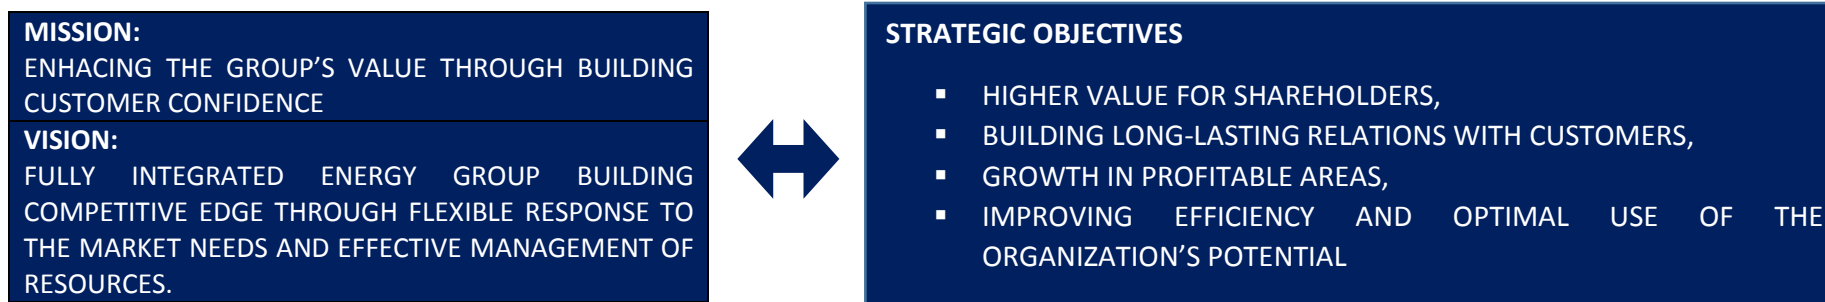 MISSION:
ENHACING THE GROUP’S VALUE THROUGH BUILDING
CUSTOMER CONFIDENCE
VISION:
FULLY INTEGRATED ENERGY GROUP BUILDING
COMPETITIVE EDGE THROUGH FLEXIBLE RESPONSE TO
THE MARKET NEEDS AND EFFECTIVE MANAGEMENT OF
RESOURCES.
STRATEGIC OBJECTIVES
▪ HIGHER VALUE FOR SHAREHOLDERS,
▪ BUILDING LONG-LASTING RELATIONS WITH CUSTOMERS,
▪ GROWTH IN PROFITABLE AREAS,
▪ IMPROVING EFFICIENCY AND OPTIMAL USE OF THE
ORGANIZATION’S POTENTIAL